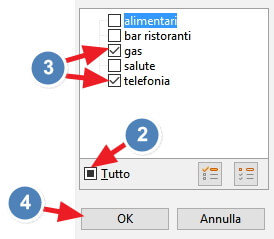 alimentari
bar ristoranti
3 gas
salute
telefonia
2
Tutto
4 OK Annulla